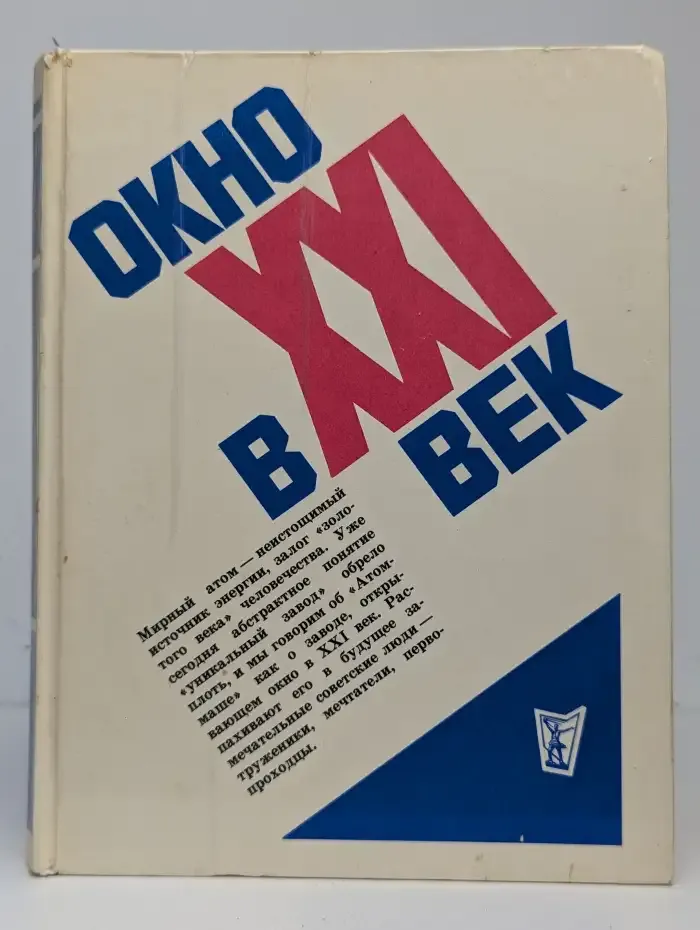 ОКНО
XXI
В ВЕК
Мирный атом — неистощимый
источник энергии, залог «золо-
того века» человечества. Уже
сегодня абстрактное понятие
«уникальный завод» обрело
плоть, и мы говорим об «Атом-
маше» как о заводе, откры-
вающем окно в XXI век. Рас-
пахивают его в будущее за-
мечательные советские люди —
труженики, мечтатели, перво-
проходцы.